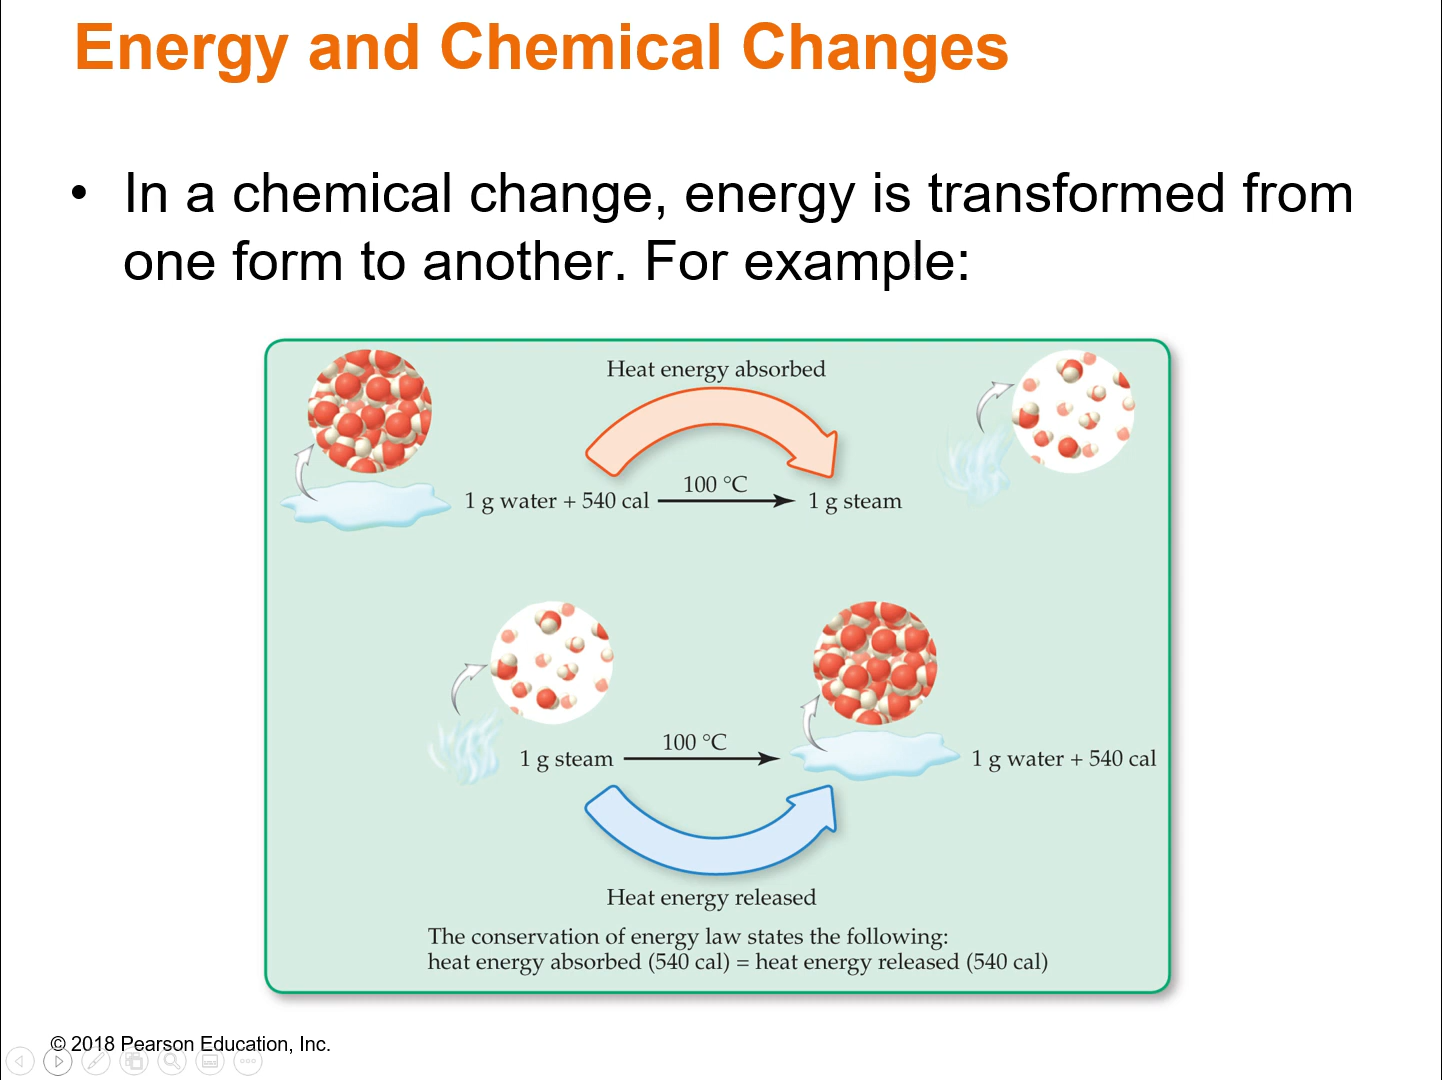 Energy and Chemical Changes
• In a chemical change, energy is transformed from
one form to another. For example:
Heat energy absorbed
100 °C
1 g water + 540 cal
1 g steam
100 °C
1 g steam
1 g water + 540 cal
Heat energy released
The conservation of energy law states the following:
heat energy absorbed (540 cal) = heat energy released (540 cal)
© 2018 Pearson Education, Inc.